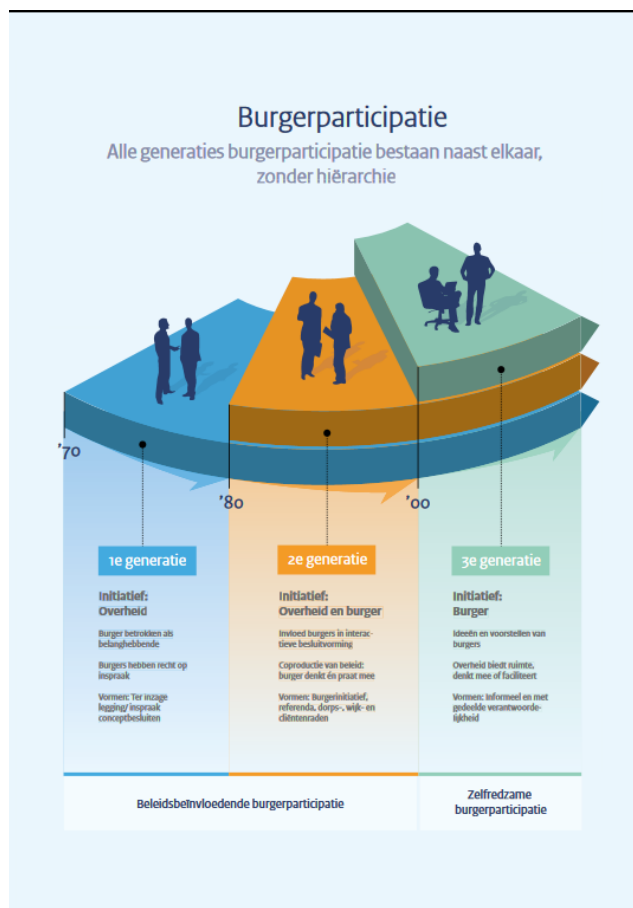 Burgerparticipatie
Alle generaties burgerparticipatie bestaan naast elkaar,
zonder hiërarchie
'70
'80
'00
1e generatie
Initiatief:
Overheid
Burger betrokken als
belanghebbende
Burgers hebben recht op
inspraak
Vormen: Ter inzage
legging/ inspraak
conceptbesluiten
2e generatie
Initiatief:
Overheid en burger
Invloed burgers in interac-
tieve besluitvorming
Coproductie van beleid:
burger denkt én praat mee
Vormen: Burgerinitiatief,
referenda, dorps-, wijk- en
cliëntenraden
3e generatie
Initiatief:
Burger
Ideeën en voorstellen van
burgers
Overheid biedt ruimte,
denkt mee of faciliteert
Vormen: Informeel en met
gedeelde verantwoorde-
lijkheid
Beleidsbeïnvloedende burgerparticipatie
Zelfredzame
burgerparticipatie